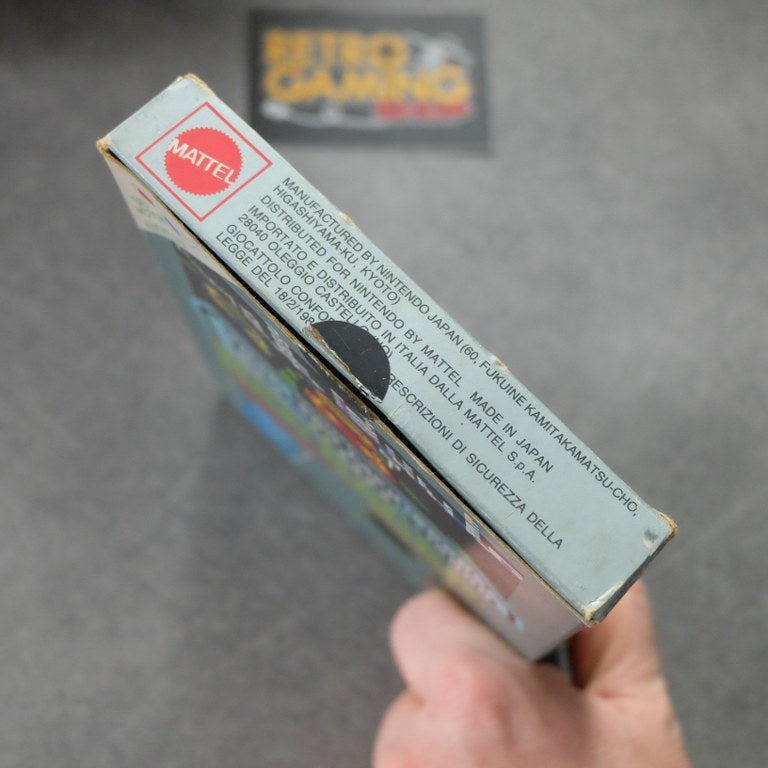 RETRO
GAMING
MATTEL
MANUFACTURED BY NINTENDO JAPAN (60, FUKUINE KAMITAKAMATSU-CHO,
HIGASHIYAMA-KU, KYOTO)
DISTRIBUTED FOR NINTENDO BY MATTEL MADE IN JAPAN
IMPORTATO E DISTRIBUITO IN ITALIA DALLA MATTEL S.p.A.
28040 OLEGGIO CASTELLO
GIOCATTOLO PRESCRIZIONI DI SICUREZZA DELLA
LEGGE DEL 18/2/198